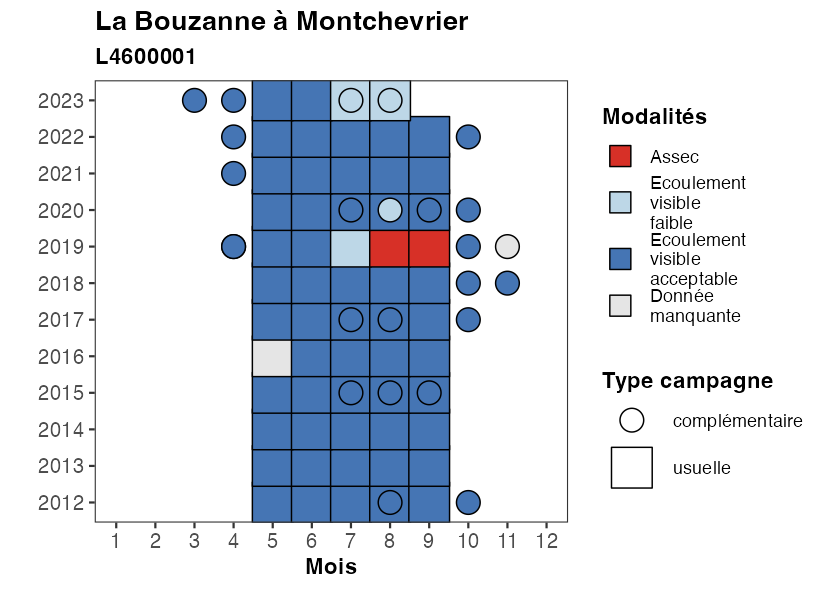 La Bouzanne à Montchevrier
L4600001
2023
2022
2021
2020
2019
2018
2017
2016
2015
2014
2013
2012
1 2 3 4 5 6 7 8 9 10 11 12
Mois
Modalités
Assec
Ecoulement
visible
faible
Ecoulement
visible
acceptable
Donnée
manquante
Type campagne
complémentaire
usuelle